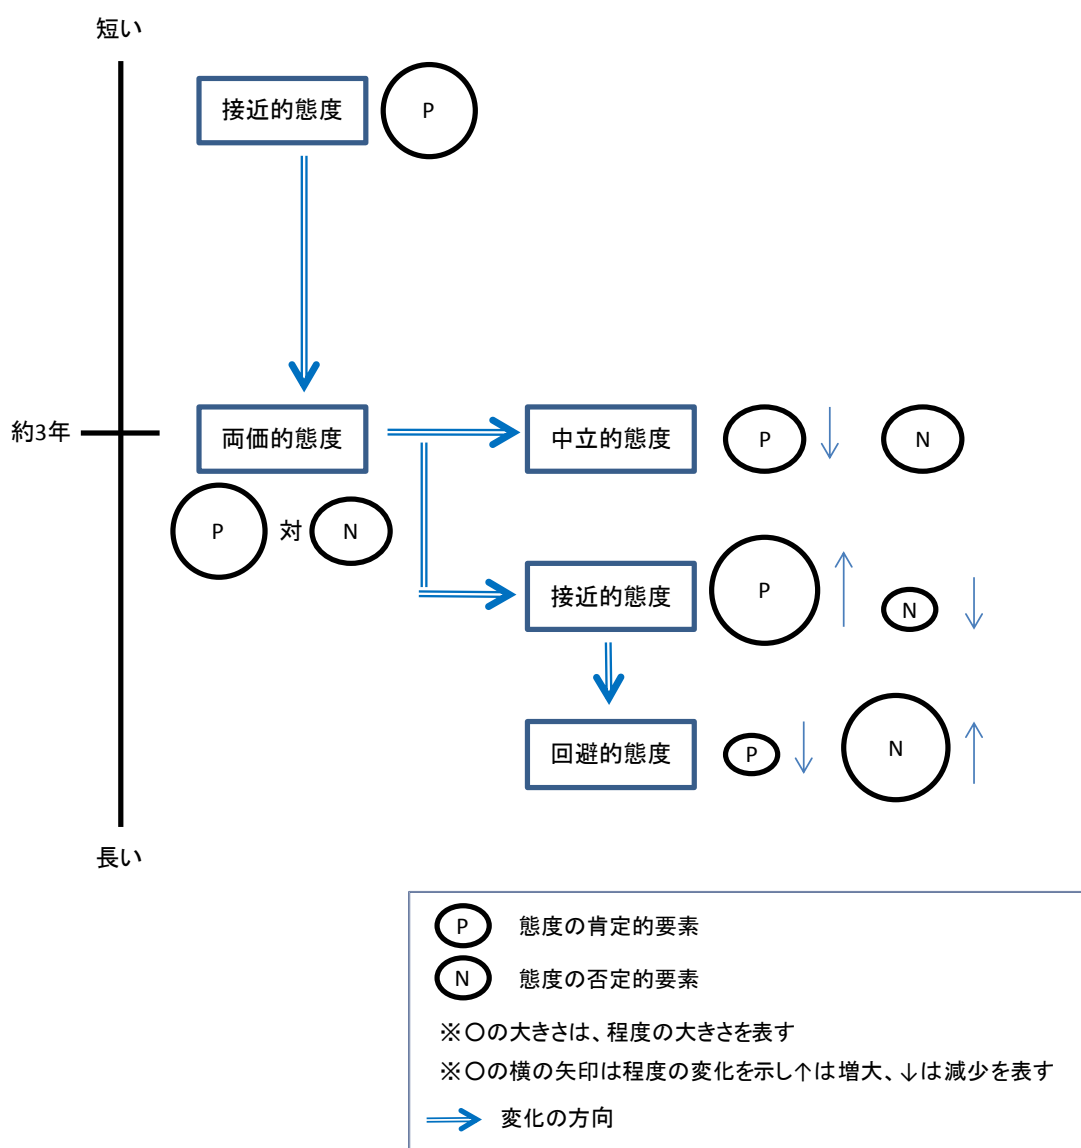 短い
接近的態度
P
約3年
両価的態度
中立的態度
P
N
P
対
N
接近的態度
P
N
回避的態度
P
N
長い
P 態度の肯定的要素
N 態度の否定的要素
※〇の大きさは、程度の大きさを表す
※〇の横の矢印は程度の変化を示し↑は増大、↓は減少を表す
変化の方向